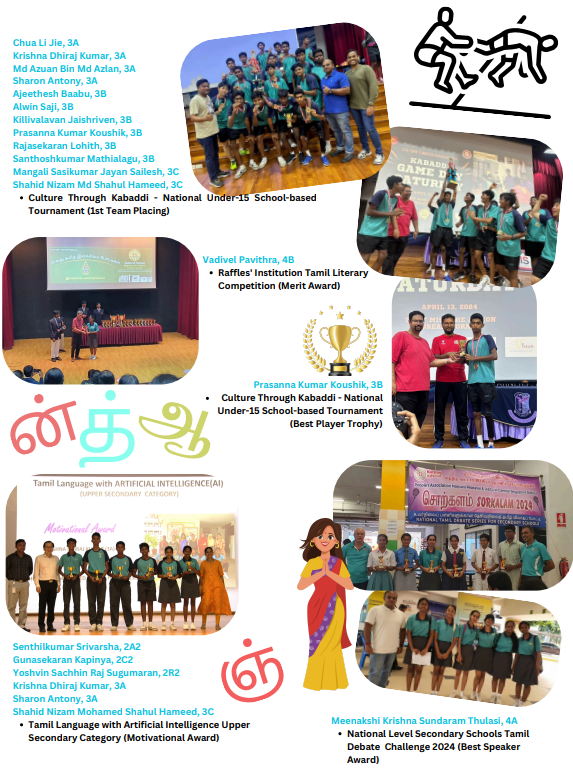 Chua Li Jie, 3A
Krishna Dhiraj Kumar, 3A
Md Azuan Bin Md Azlan, 3A
Sharon Antony, 3A
Ajeethesh Baabu, 3B
Alwin Saji, 3B
Killivalavan Jaishriven, 3B
Prasanna Kumar Koushik, 3B
Rajasekaran Lohith, 3B
Santhoshkumar Mathialagu, 3B
Mangali Sasikumar Jayan Sailesh, 3C
Shahid Nizam Md Shahul Hameed, 3C
• Culture Through Kabaddi - National Under-15 School-based
Tournament (1st Team Placing)
KABADD
GAME D
ATURI
Vadivel Pavithra, 4B
• Raffles' Institution Tamil Literary
Competition (Merit Award)
ATURDAY
APRIL 13, 2024
Prasanna Kumar Koushik, 3B
• Culture Through Kabaddi - National
Under-15 School-based Tournament
(Best Player Trophy)
ன் த் ஆ
Tamil Language with ARTIFICIAL INTELLIGENCE(AI)
(UPPER SECONDARY CATEGORY)
Motivational Award
சொற்களம் SORKALAM 2024
NATIONAL TAMIL DEBATE SERIES FOR SECONDARY SCHOOLS
Senthilkumar Srivarsha, 2A2
Gunasekaran Kapinya, 2C2
Yoshvin Sachhin Raj Sugumaran, 2R2
Krishna Dhiraj Kumar, 3A
Sharon Antony, 3A
Shahid Nizam Mohamed Shahul Hameed, 3C
• Tamil Language with Artificial Intelligence Upper
Secondary Category (Motivational Award)
ஞ்
Meenakshi Krishna Sundaram Thulasi, 4A
• National Level Secondary Schools Tamil
Debate Challenge 2024 (Best Speaker
Award)